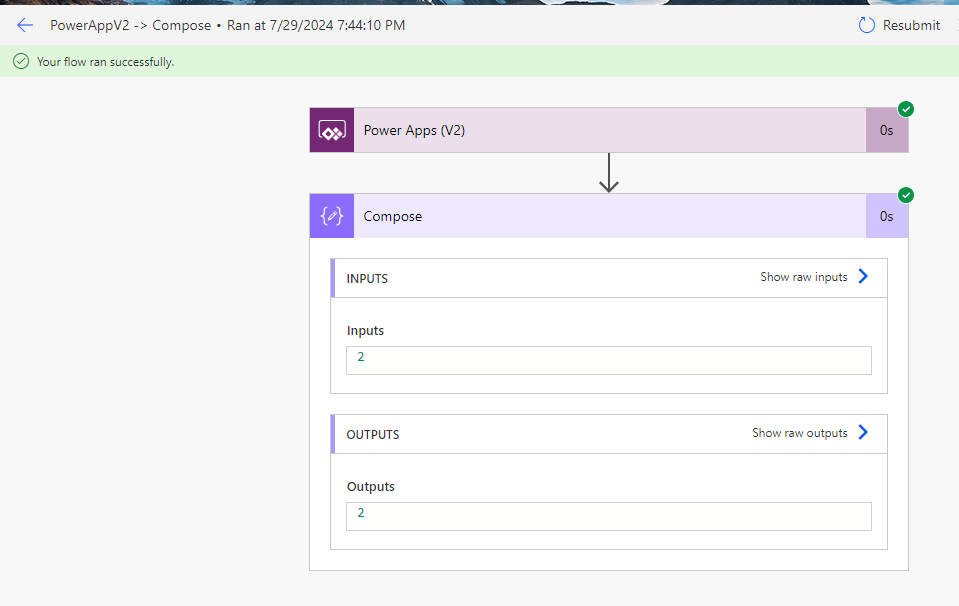 PowerAppV2 -> Compose • Ran at 7/29/2024 7:44:10 PM
Resubmit
Your flow ran successfully.
Power Apps (V2)
0s
Compose
0s
INPUTS
Show raw inputs
Inputs
2
OUTPUTS
Show raw outputs
Outputs
2